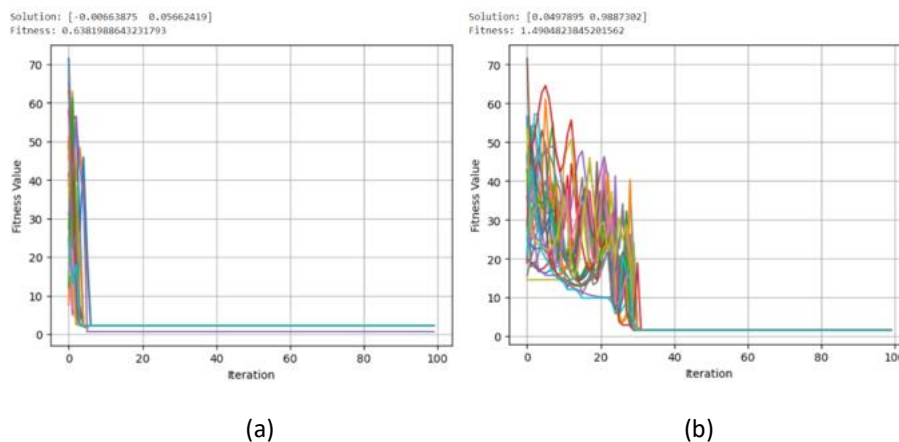 Solution: [-0.00663875 0.05662419]
Fitness: 0.6381988643231793
70
60
50
40
30
20
10
0
Fitness Value
0 20 40 60 80 100
Iteration
(a)
Solution: [0.0497895 0.9887302]
Fitness: 1.4904823845201562
70
60
50
40
30
20
10
0
Fitness Value
0 20 40 60 80 100
Iteration
(b)